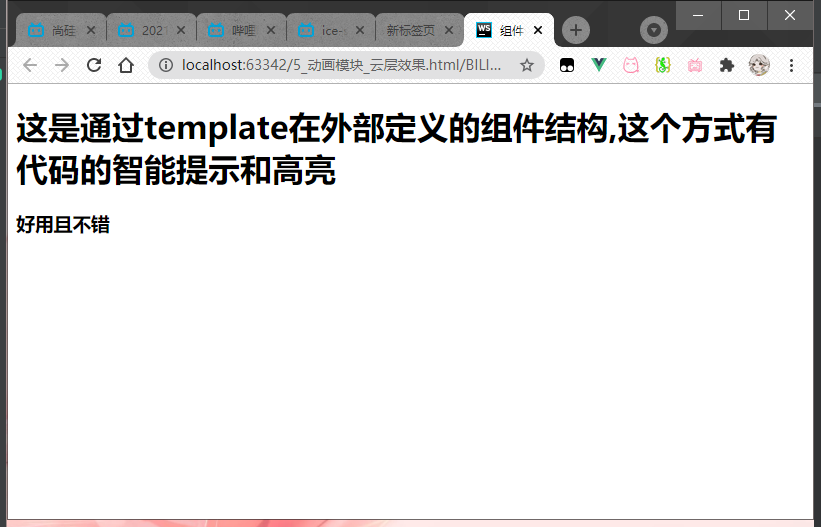 尚硅
202
哔哩
ice-
新标签页
WS 组件
localhost:63342/5_动画模块_云层效果.html/BILI...
这是通过template在外部定义的组件结构,这个方式有
代码的智能提示和高亮
好用且不错